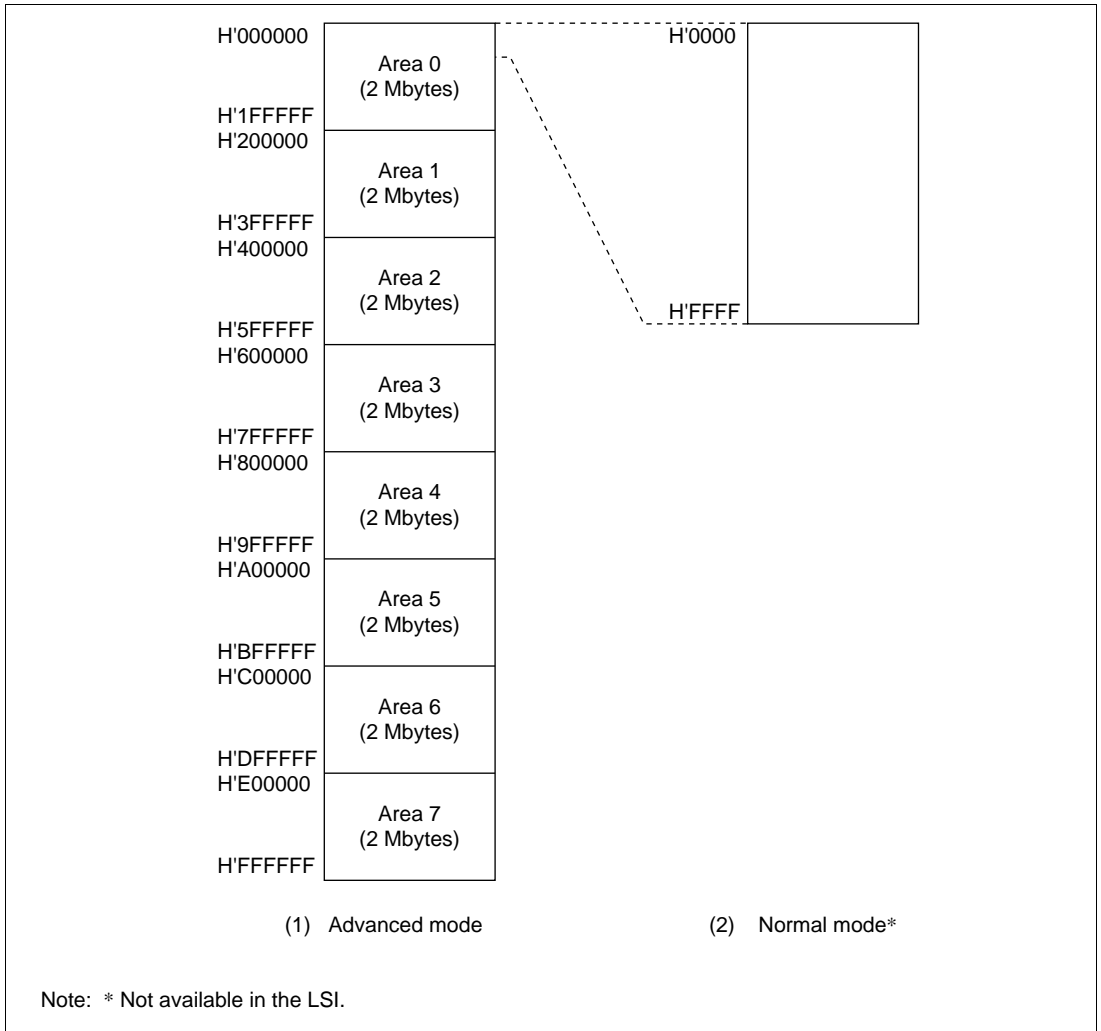 H'000000
Area 0
(2 Mbytes)
H'1FFFFF
H'200000
Area 1
(2 Mbytes)
H'3FFFFF
H'400000
Area 2
(2 Mbytes)
H'5FFFFF
H'600000
Area 3
(2 Mbytes)
H'7FFFFF
H'800000
Area 4
(2 Mbytes)
H'9FFFFF
H'A00000
Area 5
(2 Mbytes)
H'BFFFFF
H'C00000
Area 6
(2 Mbytes)
H'DFFFFF
H'E00000
Area 7
(2 Mbytes)
H'FFFFFF
(1) Advanced mode
H'0000
H'FFFF
(2) Normal mode*
Note: * Not available in the LSI.